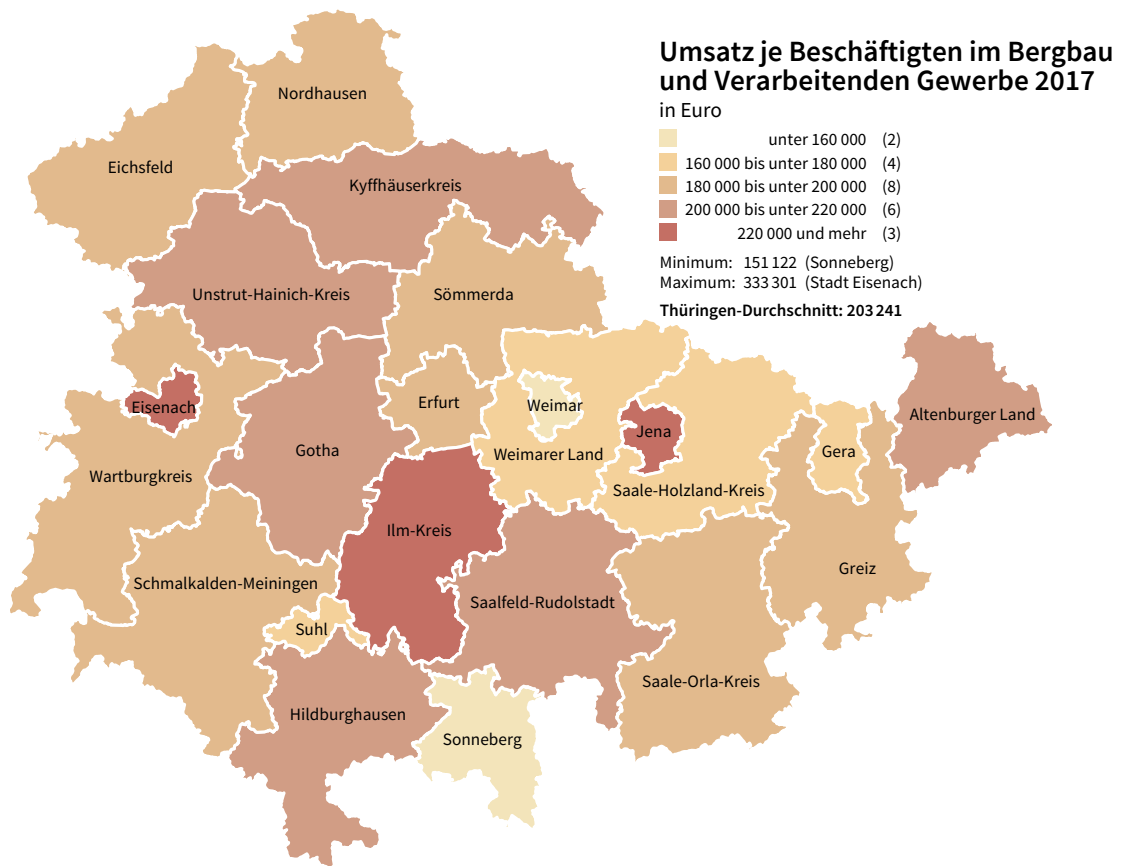 Umsatz je Beschäftigten im Bergbau
und Verarbeitenden Gewerbe 2017
in Euro
unter 160 000 (2)
160 000 bis unter 180 000 (4)
180 000 bis unter 200 000 (8)
200 000 bis unter 220 000 (6)
220 000 und mehr (3)
Minimum: 151 122 (Sonneberg)
Maximum: 333 301 (Stadt Eisenach)
Thüringen-Durchschnitt: 203 241
Nordhausen
Eichsfeld
Kyffhäuserkreis
Unstrut-Hainich-Kreis
Sömmerda
Eisenach
Erfurt
Weimar
Altenburger Land
Jena
Gotha
Weimarer Land
Gera
Wartburgkreis
Saale-Holzland-Kreis
Ilm-Kreis
Greiz
Schmalkalden-Meiningen
Saalfeld-Rudolstadt
Suhl
Saale-Orla-Kreis
Hildburghausen
Sonneberg